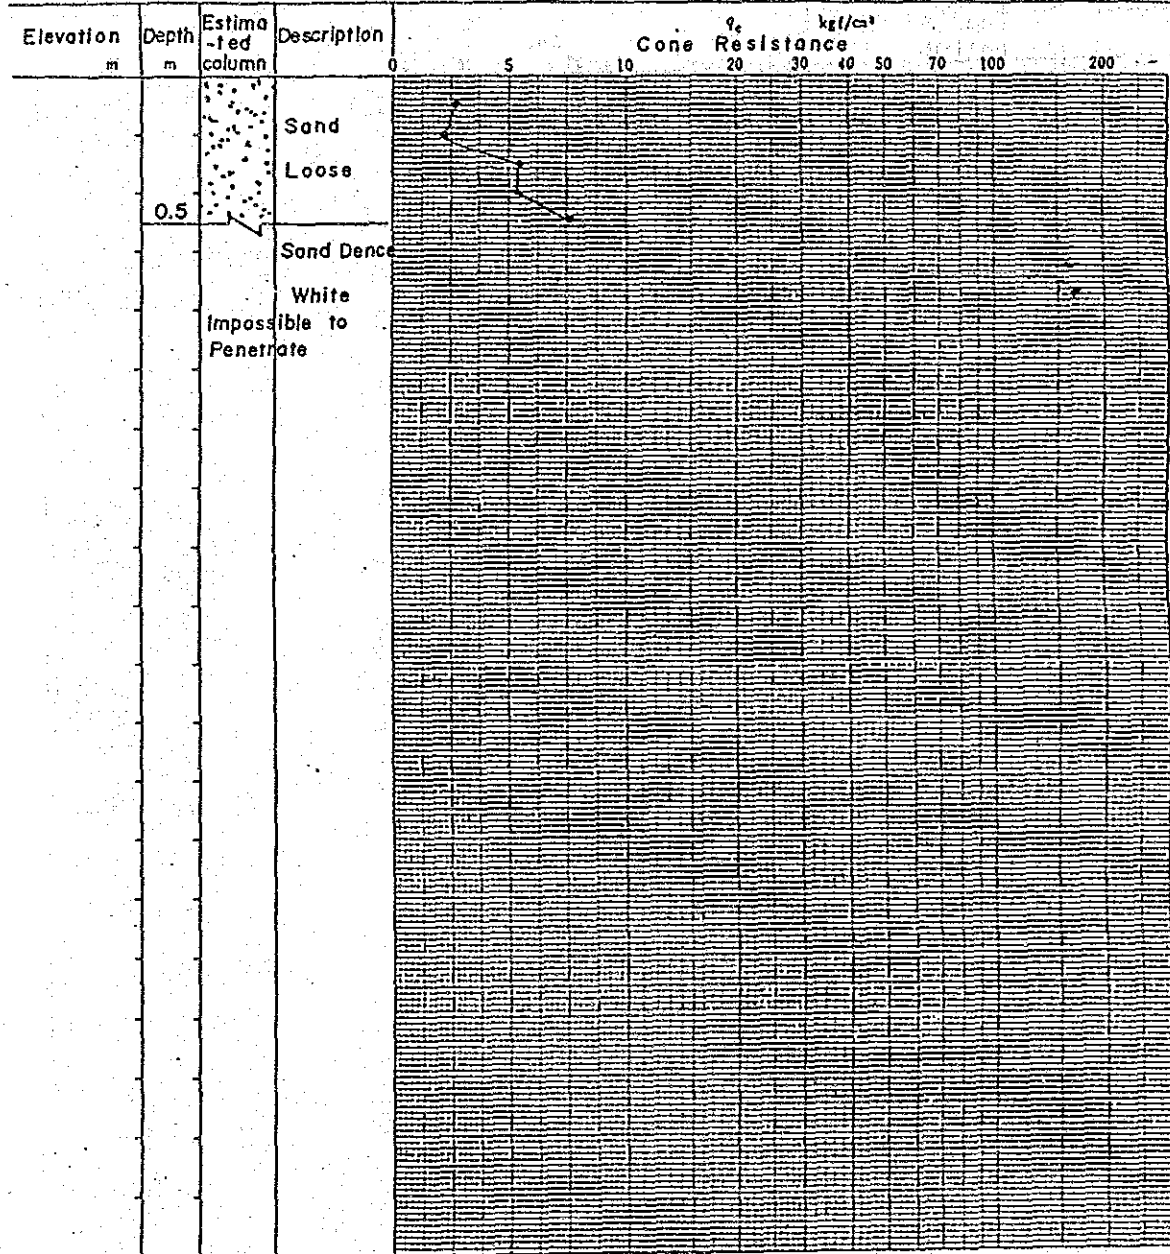 Elevation
m
Depth
m
Estima
-ted
column
Description
qc kgf/cm²
Cone Resistance
0 5 10 20 30 40 50 70 100 200
Sand
Loose
0.5
Sand Dence
White
Impossible to
Penetrate